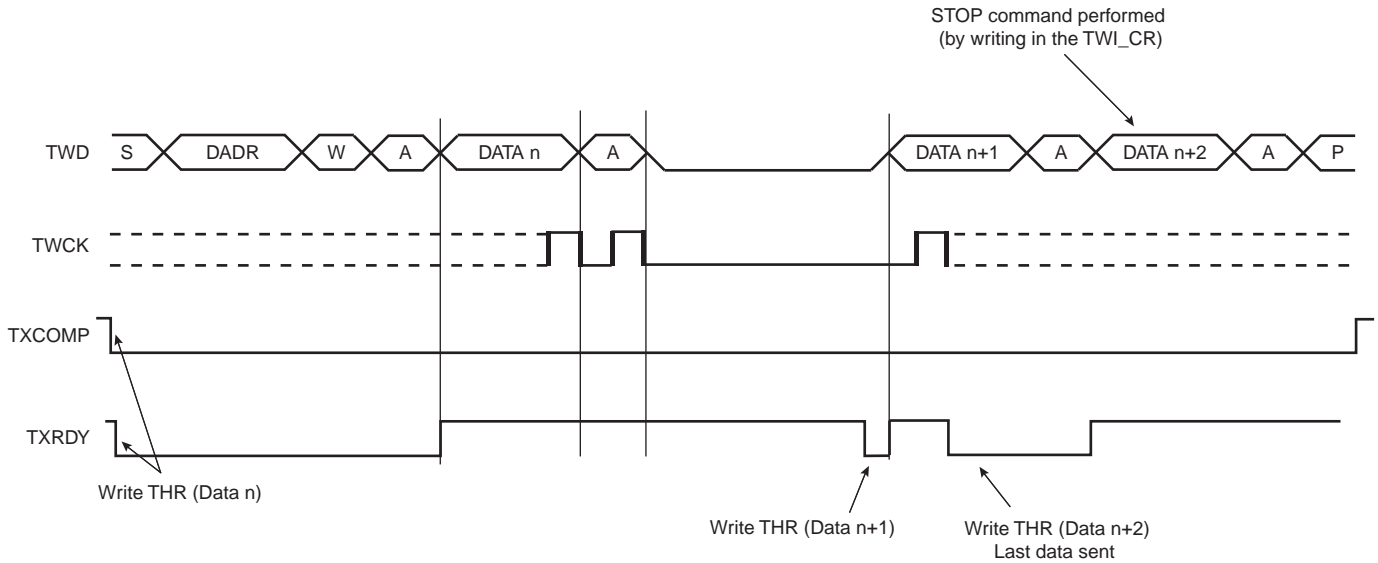 STOP command performed
(by writing in the TWI_CR)
TWD S DADR W A DATA n A DATA n+1 A DATA n+2 A P
TWCK
TXCOMP
TXRDY
Write THR (Data n)
Write THR (Data n+1)
Write THR (Data n+2)
Last data sent